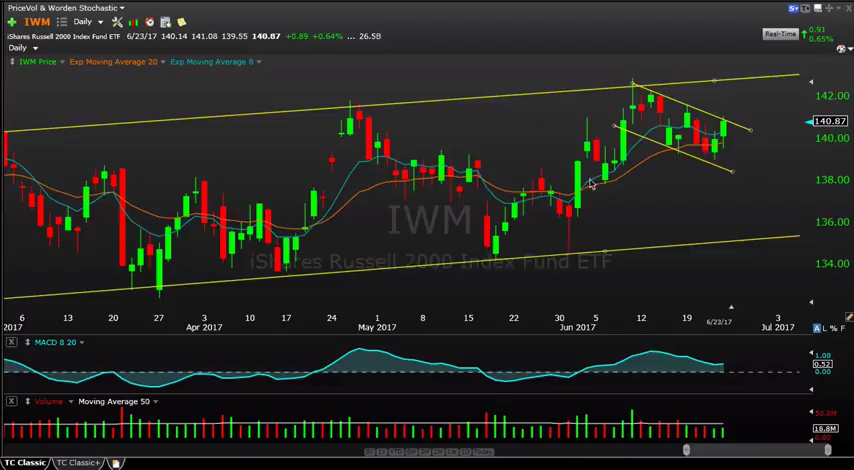 PriceVol & Worden Stochastic
IWM Daily
iShares Russell 2000 Index Fund ETF 6/23/17 140.14 141.08 139.55 140.87 +0.89 +0.64% ... 26.5B
Real-Time 0.91 0.65%
Daily
IWM Price Exp Moving Average 20 Exp Moving Average 8
142.00
140.87
140.00
138.00
136.00
134.00
IWM
iShares Russell 2000 Index Fund ETF
6 13 20 27 3 10 17 24 1 8 15 22 30 5 12 19 6/23/17 3
2017 Apr 2017 May 2017 Jun 2017 Jul 2017
A L % F
X MACD 8 20
1.00
0.52
0.00
X Volume Moving Average 50
50.0M
18.8M
0.00
TC Classic TC Classic+